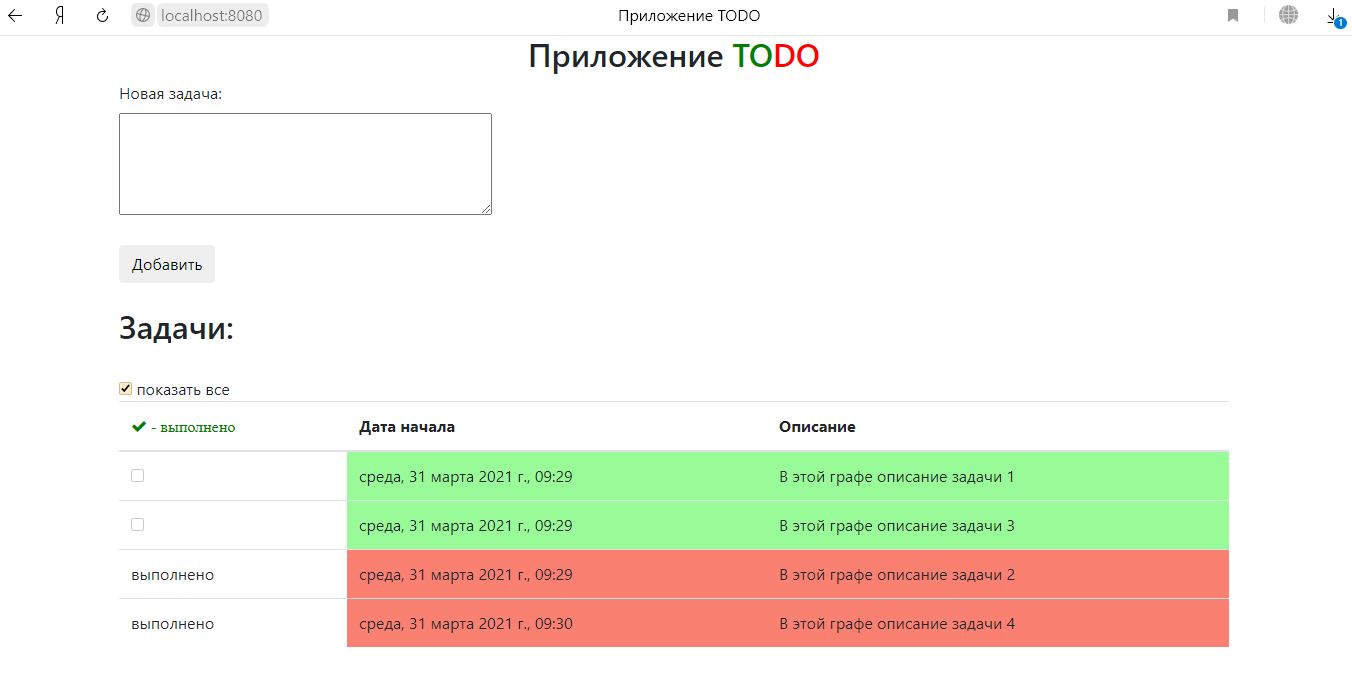 Я localhost:8080 Приложение TODO 1
Приложение TODO
Новая задача:
Добавить
Задачи:
показать все
- выполнено Дата начала Описание
среда, 31 марта 2021 г., 09:29 В этой графе описание задачи 1
среда, 31 марта 2021 г., 09:29 В этой графе описание задачи 3
выполнено среда, 31 марта 2021 г., 09:29 В этой графе описание задачи 2
выполнено среда, 31 марта 2021 г., 09:30 В этой графе описание задачи 4